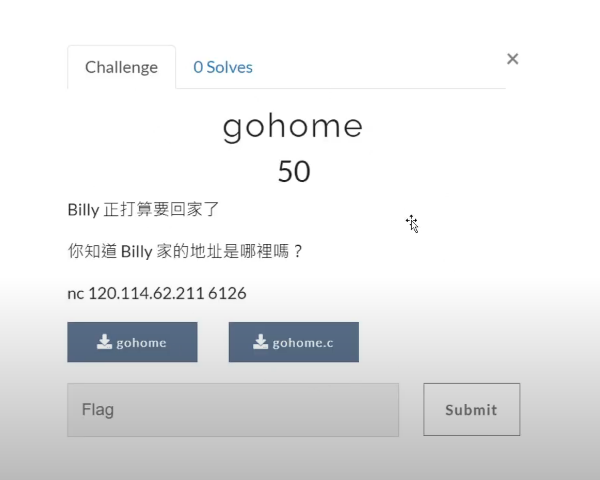 Challenge
0 Solves
×
gohome
50
Billy 正打算要回家了
你知道 Billy 家的地址是哪裡嗎？
nc 120.114.62.211 6126
gohome
gohome.c
Flag
Submit